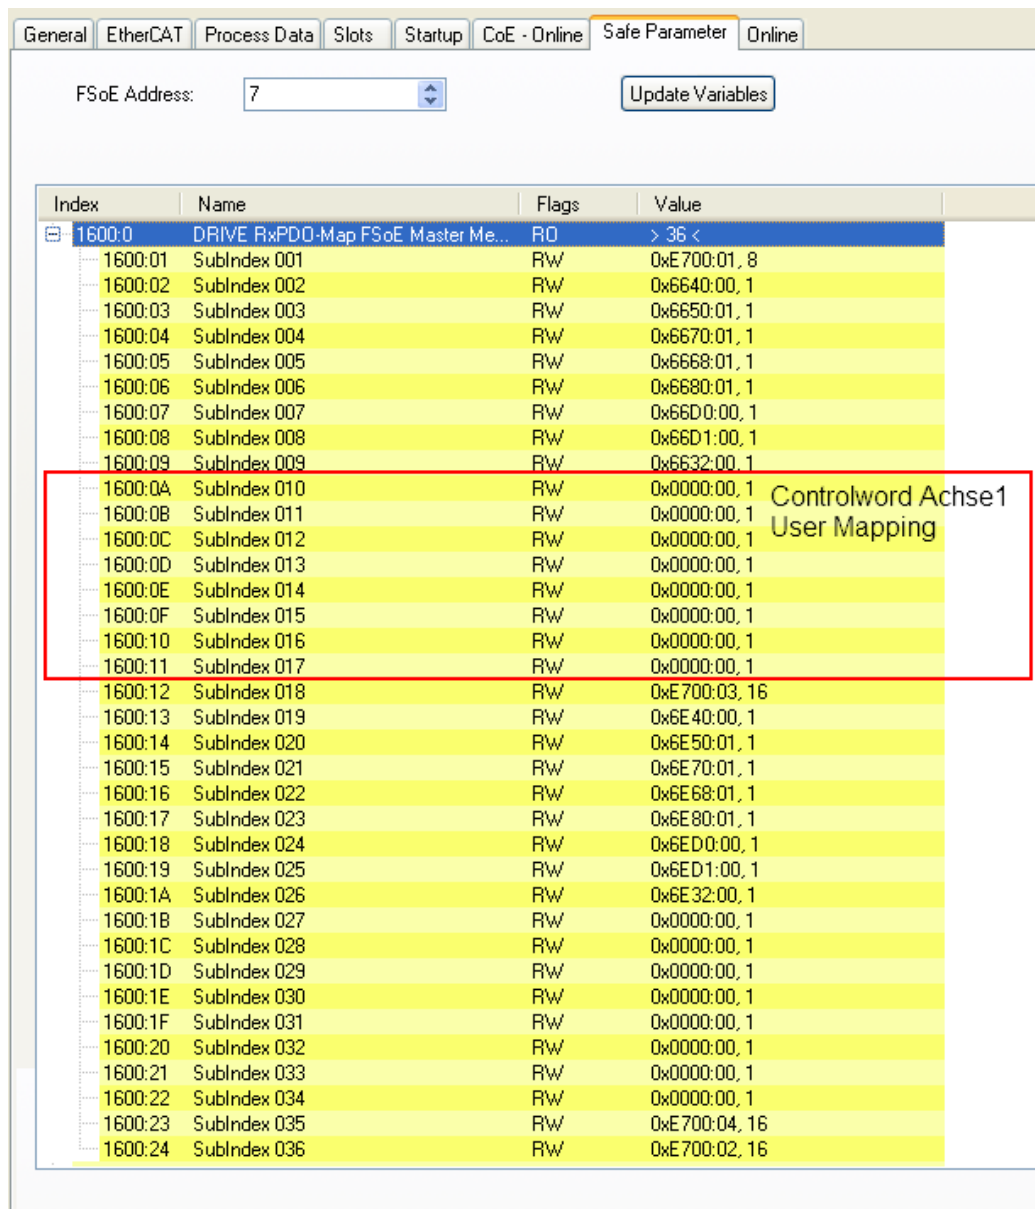 General EtherCAT Process Data Slots Startup CoE - Online Safe Parameter Online
FSoE Address: 7 Update Variables
Index Name Flags Value
1600:0 DRIVE RxPDO-Map FSoE Master Me... RO > 36 <
1600:01 SubIndex 001 RW 0xE700:01, 8
1600:02 SubIndex 002 RW 0x6640:00, 1
1600:03 SubIndex 003 RW 0x6650:01, 1
1600:04 SubIndex 004 RW 0x6670:01, 1
1600:05 SubIndex 005 RW 0x6668:01, 1
1600:06 SubIndex 006 RW 0x6680:01, 1
1600:07 SubIndex 007 RW 0x66D0:00, 1
1600:08 SubIndex 008 RW 0x66D1:00, 1
1600:09 SubIndex 009 RW 0x6632:00, 1
1600:0A SubIndex 010 RW 0x0000:00, 1 Controlword Achse1
1600:0B SubIndex 011 RW 0x0000:00, 1 User Mapping
1600:0C SubIndex 012 RW 0x0000:00, 1
1600:0D SubIndex 013 RW 0x0000:00, 1
1600:0E SubIndex 014 RW 0x0000:00, 1
1600:0F SubIndex 015 RW 0x0000:00, 1
1600:10 SubIndex 016 RW 0x0000:00, 1
1600:11 SubIndex 017 RW 0x0000:00, 1
1600:12 SubIndex 018 RW 0xE700:03, 16
1600:13 SubIndex 019 RW 0x6E40:00, 1
1600:14 SubIndex 020 RW 0x6E50:01, 1
1600:15 SubIndex 021 RW 0x6E70:01, 1
1600:16 SubIndex 022 RW 0x6E68:01, 1
1600:17 SubIndex 023 RW 0x6E80:01, 1
1600:18 SubIndex 024 RW 0x6ED0:00, 1
1600:19 SubIndex 025 RW 0x6ED1:00, 1
1600:1A SubIndex 026 RW 0x6E32:00, 1
1600:1B SubIndex 027 RW 0x0000:00, 1
1600:1C SubIndex 028 RW 0x0000:00, 1
1600:1D SubIndex 029 RW 0x0000:00, 1
1600:1E SubIndex 030 RW 0x0000:00, 1
1600:1F SubIndex 031 RW 0x0000:00, 1
1600:20 SubIndex 032 RW 0x0000:00, 1
1600:21 SubIndex 033 RW 0x0000:00, 1
1600:22 SubIndex 034 RW 0x0000:00, 1
1600:23 SubIndex 035 RW 0xE700:04, 16
1600:24 SubIndex 036 RW 0xE700:02, 16